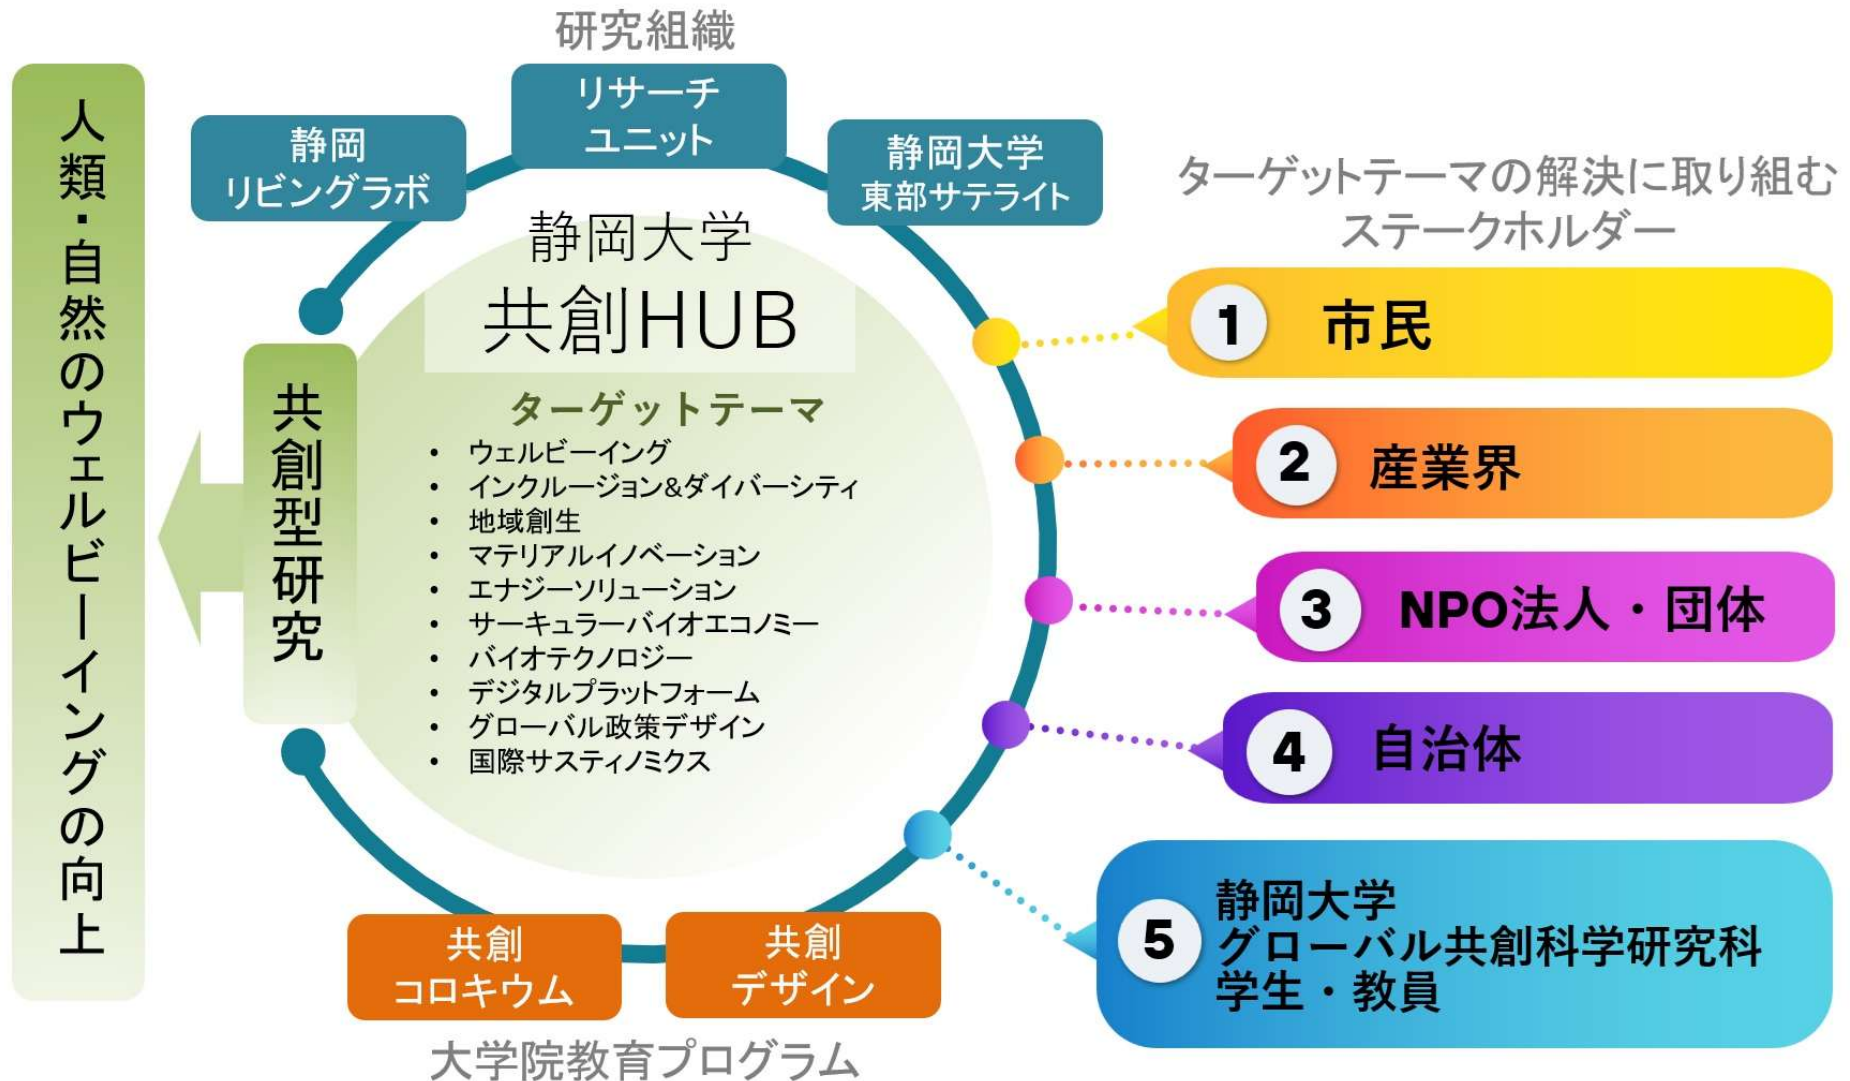 研究組織
リサーチ
ユニット
静岡
リビングラボ
静岡大学
東部サテライト
人類・自然のウェルビーイングの向上
共創型研究
静岡大学
共創HUB
ターゲットテーマ
• ウェルビーイング
• インクルージョン&ダイバーシティ
• 地域創生
• マテリアルイノベーション
• エナジーソリューション
• サーキュラーバイオエコノミー
• バイオテクノロジー
• デジタルプラットフォーム
• グローバル政策デザイン
• 国際サスティノミクス
共創
コロキウム
共創
デザイン
大学院教育プログラム
ターゲットテーマの解決に取り組む
ステークホルダー
1 市民
2 産業界
3 NPO法人・団体
4 自治体
5 静岡大学
グローバル共創科学研究科
学生・教員